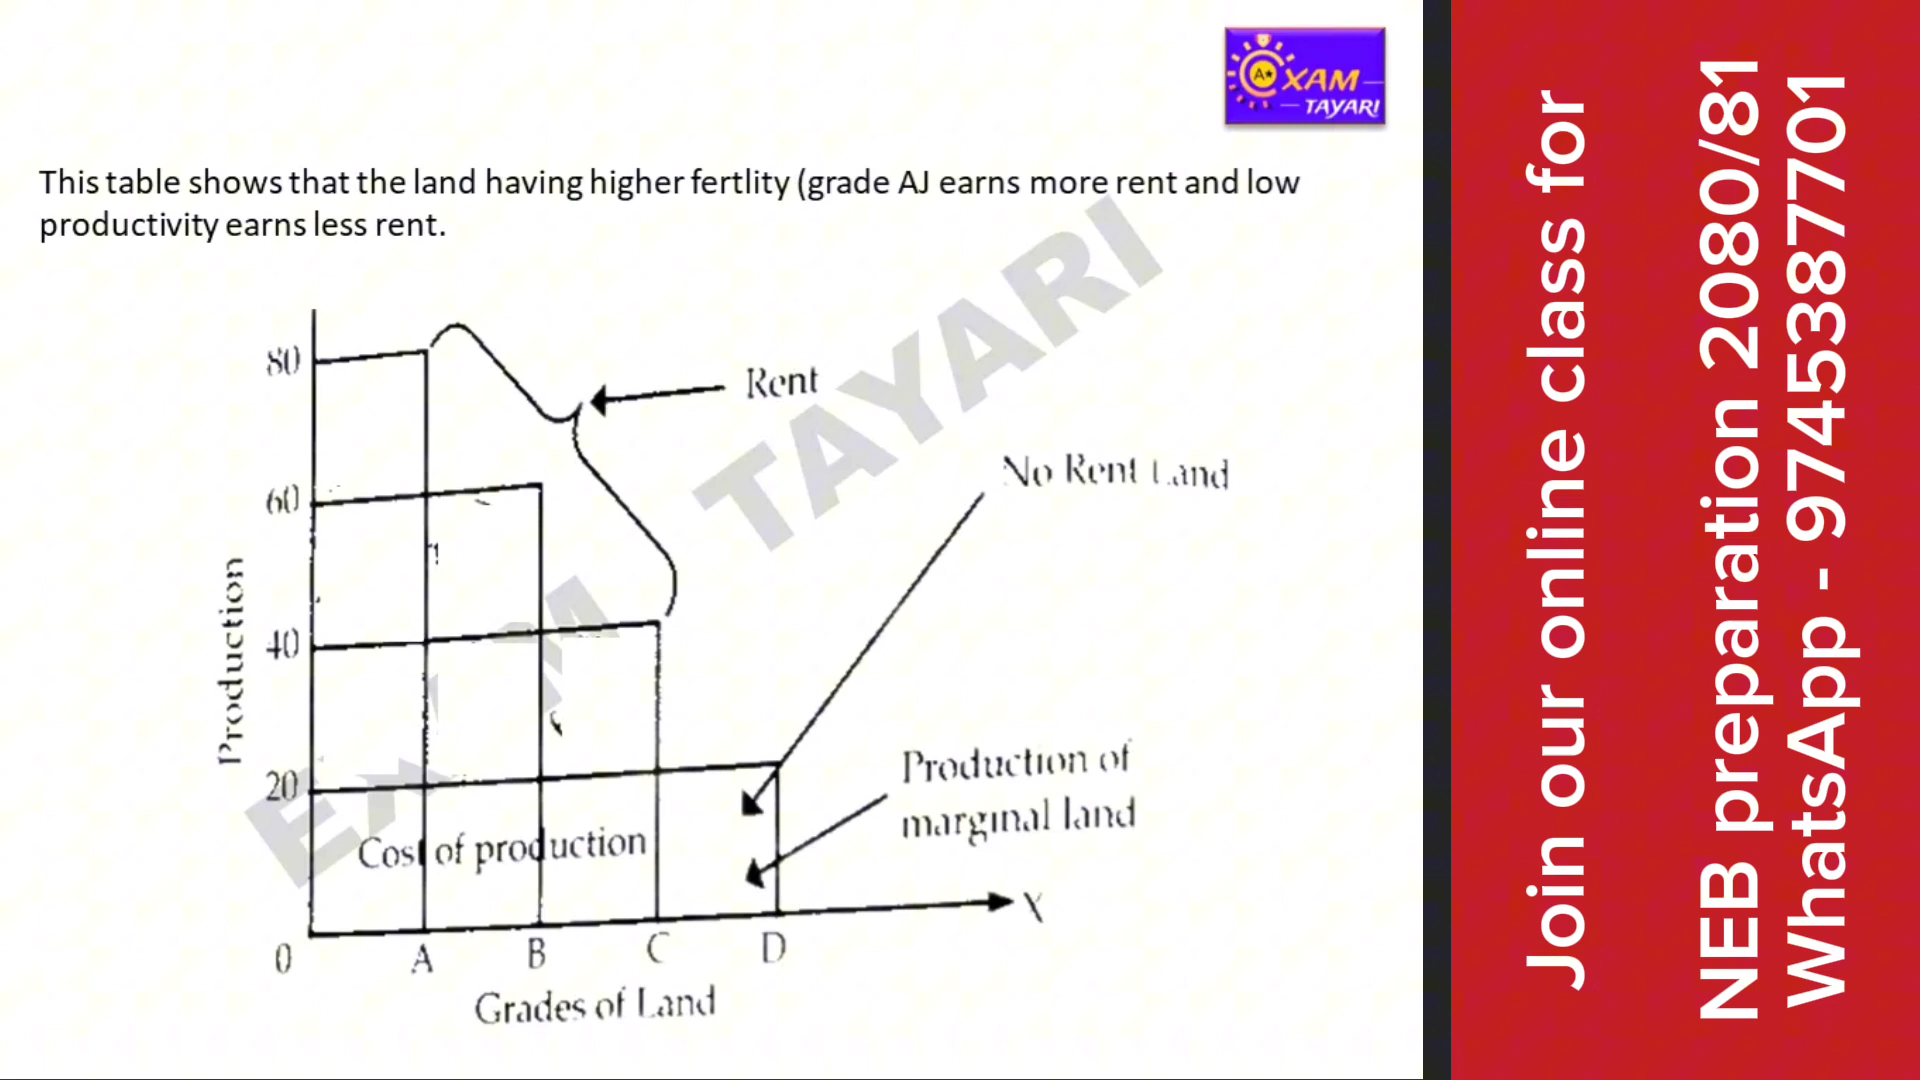 XAM
TAYARI
This table shows that the land having higher fertlity (grade AJ earns more rent and low
productivity earns less rent.
80
Rent
No Rent Land
60
Production
40
20
Production of
marginal land
Cost of production
X
0
A
B
C
D
Grades of Land
EXAM TAYARI
Join our online class for
NEB preparation 2080/81
WhatsApp - 9745387701